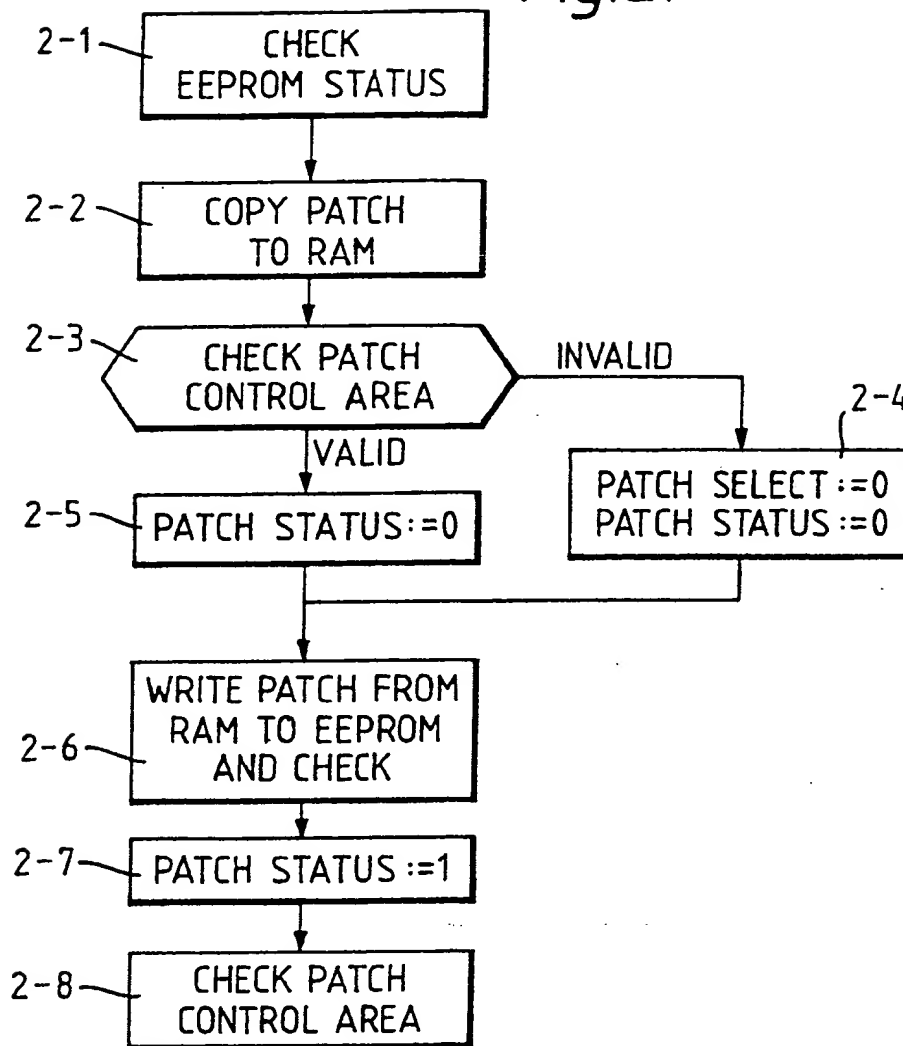 2-1
CHECK
EEPROM STATUS
2-2
COPY PATCH
TO RAM
2-3
CHECK PATCH
CONTROL AREA
INVALID
VALID
2-4
PATCH SELECT :=0
PATCH STATUS :=0
2-5
PATCH STATUS :=0
2-6
WRITE PATCH FROM
RAM TO EEPROM
AND CHECK
2-7
PATCH STATUS :=1
2-8
CHECK PATCH
CONTROL AREA